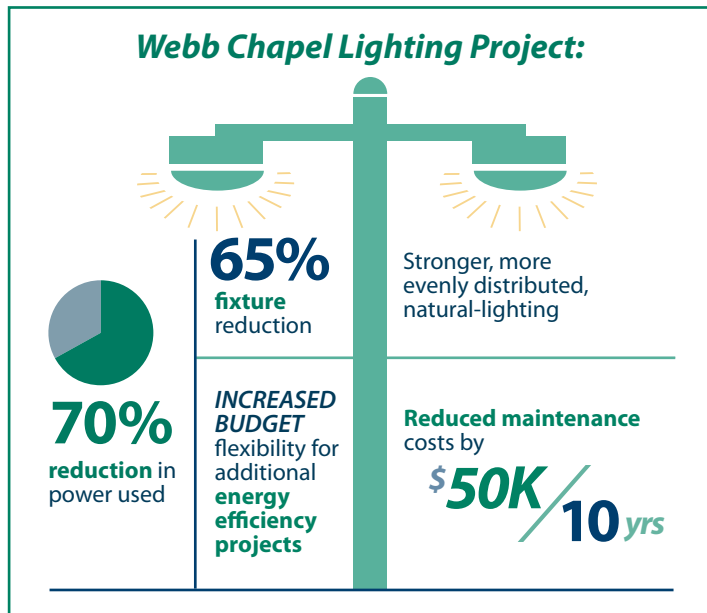 Webb Chapel Lighting Project:
65%
fixture
reduction
Stronger, more
evenly distributed,
natural-lighting
70%
reduction in
power used
INCREASED
BUDGET
flexibility for
additional
energy
efficiency
projects
Reduced maintenance
costs by
$50K/10 yrs